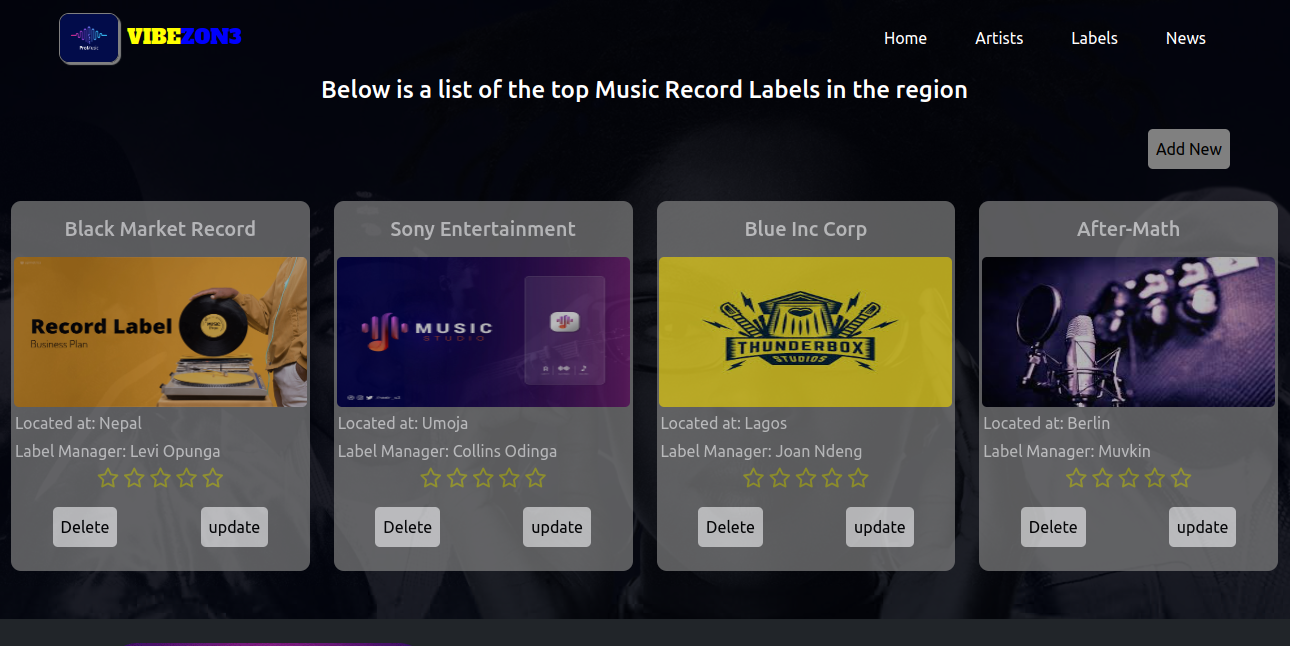 ProMusic
VIBEZON3
Home
Artists
Labels
News
Below is a list of the top Music Record Labels in the region
Add New
Black Market Record
Record Label
Business Plan
Located at: Nepal
Label Manager: Levi Opunga
Delete
update
Sony Entertainment
MUSIC
STUDIO
Located at: Umoja
Label Manager: Collins Odinga
Delete
update
Blue Inc Corp
THUNDERBOX
STUDIOS
Located at: Lagos
Label Manager: Joan Ndeng
Delete
update
After-Math
Located at: Berlin
Label Manager: Muvkin
Delete
update